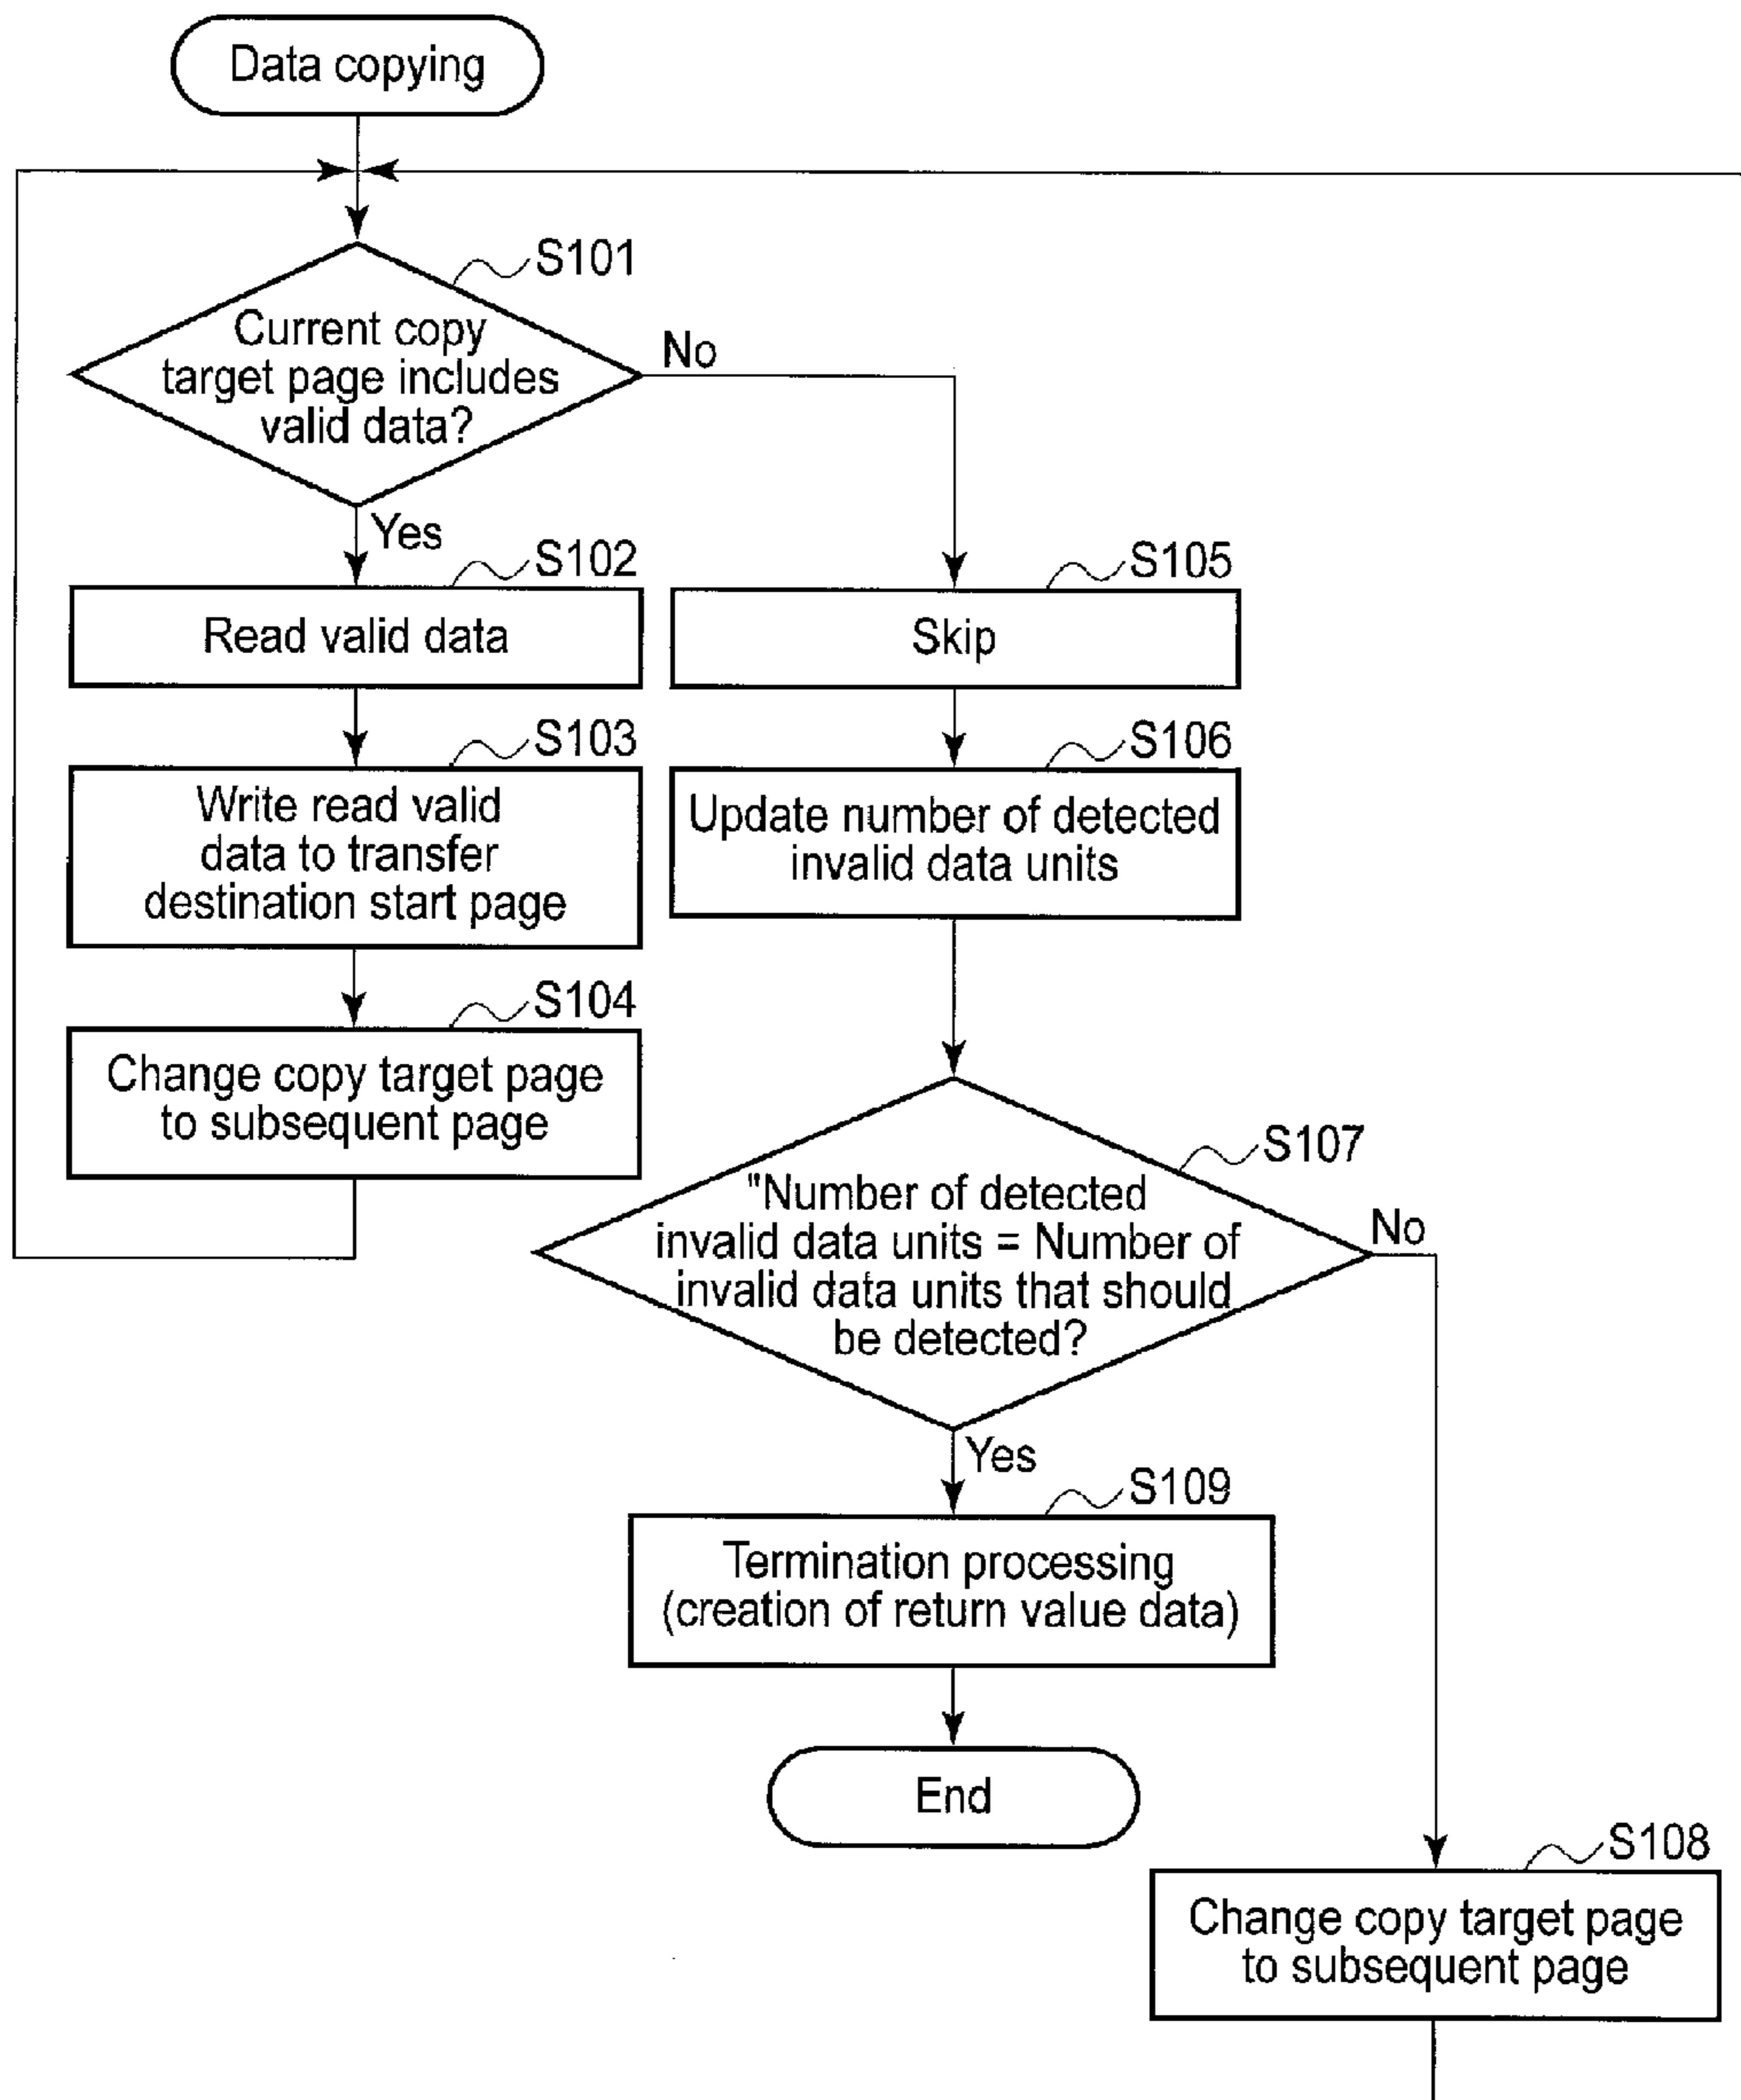 Data copying
S101
Current copy
target page includes
valid data?
No
Yes
S102
Read valid data
S105
Skip
S103
Write read valid
data to transfer
destination start page
S106
Update number of detected
invalid data units
S104
Change copy target page
to subsequent page
S107
"Number of detected
invalid data units = Number of
invalid data units that should
be detected?
No
Yes
S109
Termination processing
(creation of return value data)
End
S108
Change copy target page
to subsequent page